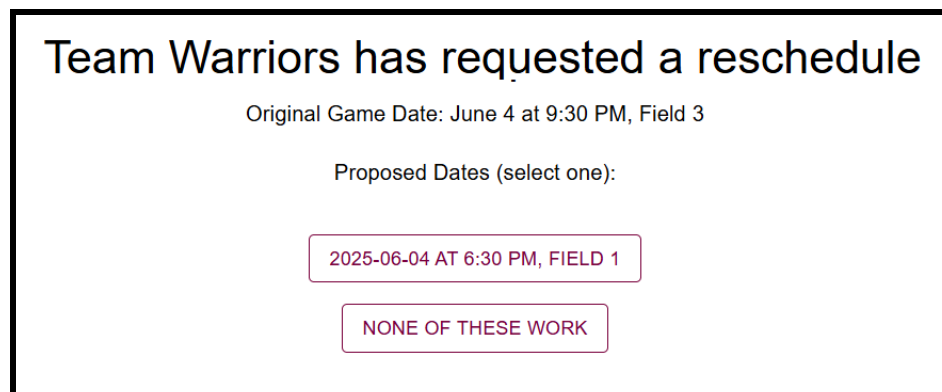 Team Warriors has requested a reschedule
Original Game Date: June 4 at 9:30 PM, Field 3
Proposed Dates (select one):
2025-06-04 AT 6:30 PM, FIELD 1
NONE OF THESE WORK